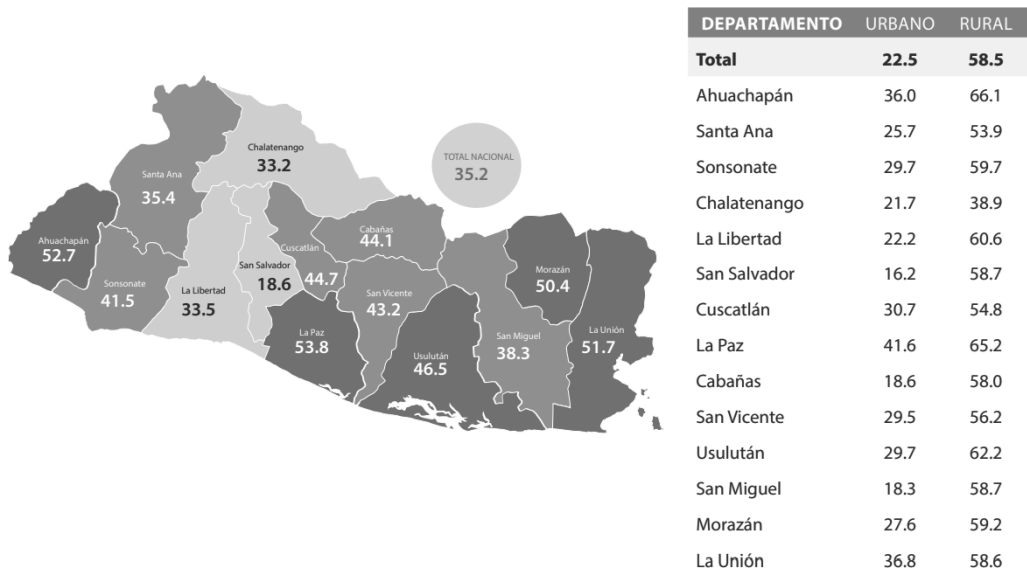 Chalatenango
33.2
TOTAL NACIONAL
35.2
Santa Ana
35.4
Ahuachapán
52.7
Sonsonate
41.5
La Libertad
33.5
San Salvador
18.6
Cuscatlán
44.7
Cabañas
44.1
San Vicente
43.2
La Paz
53.8
Usulután
46.5
San Miguel
38.3
Morazán
50.4
La Unión
51.7
DEPARTAMENTO URBANO RURAL
Total 22.5 58.5
Ahuachapán 36.0 66.1
Santa Ana 25.7 53.9
Sonsonate 29.7 59.7
Chalatenango 21.7 38.9
La Libertad 22.2 60.6
San Salvador 16.2 58.7
Cuscatlán 30.7 54.8
La Paz 41.6 65.2
Cabañas 18.6 58.0
San Vicente 29.5 56.2
Usulután 29.7 62.2
San Miguel 18.3 58.7
Morazán 27.6 59.2
La Unión 36.8 58.6